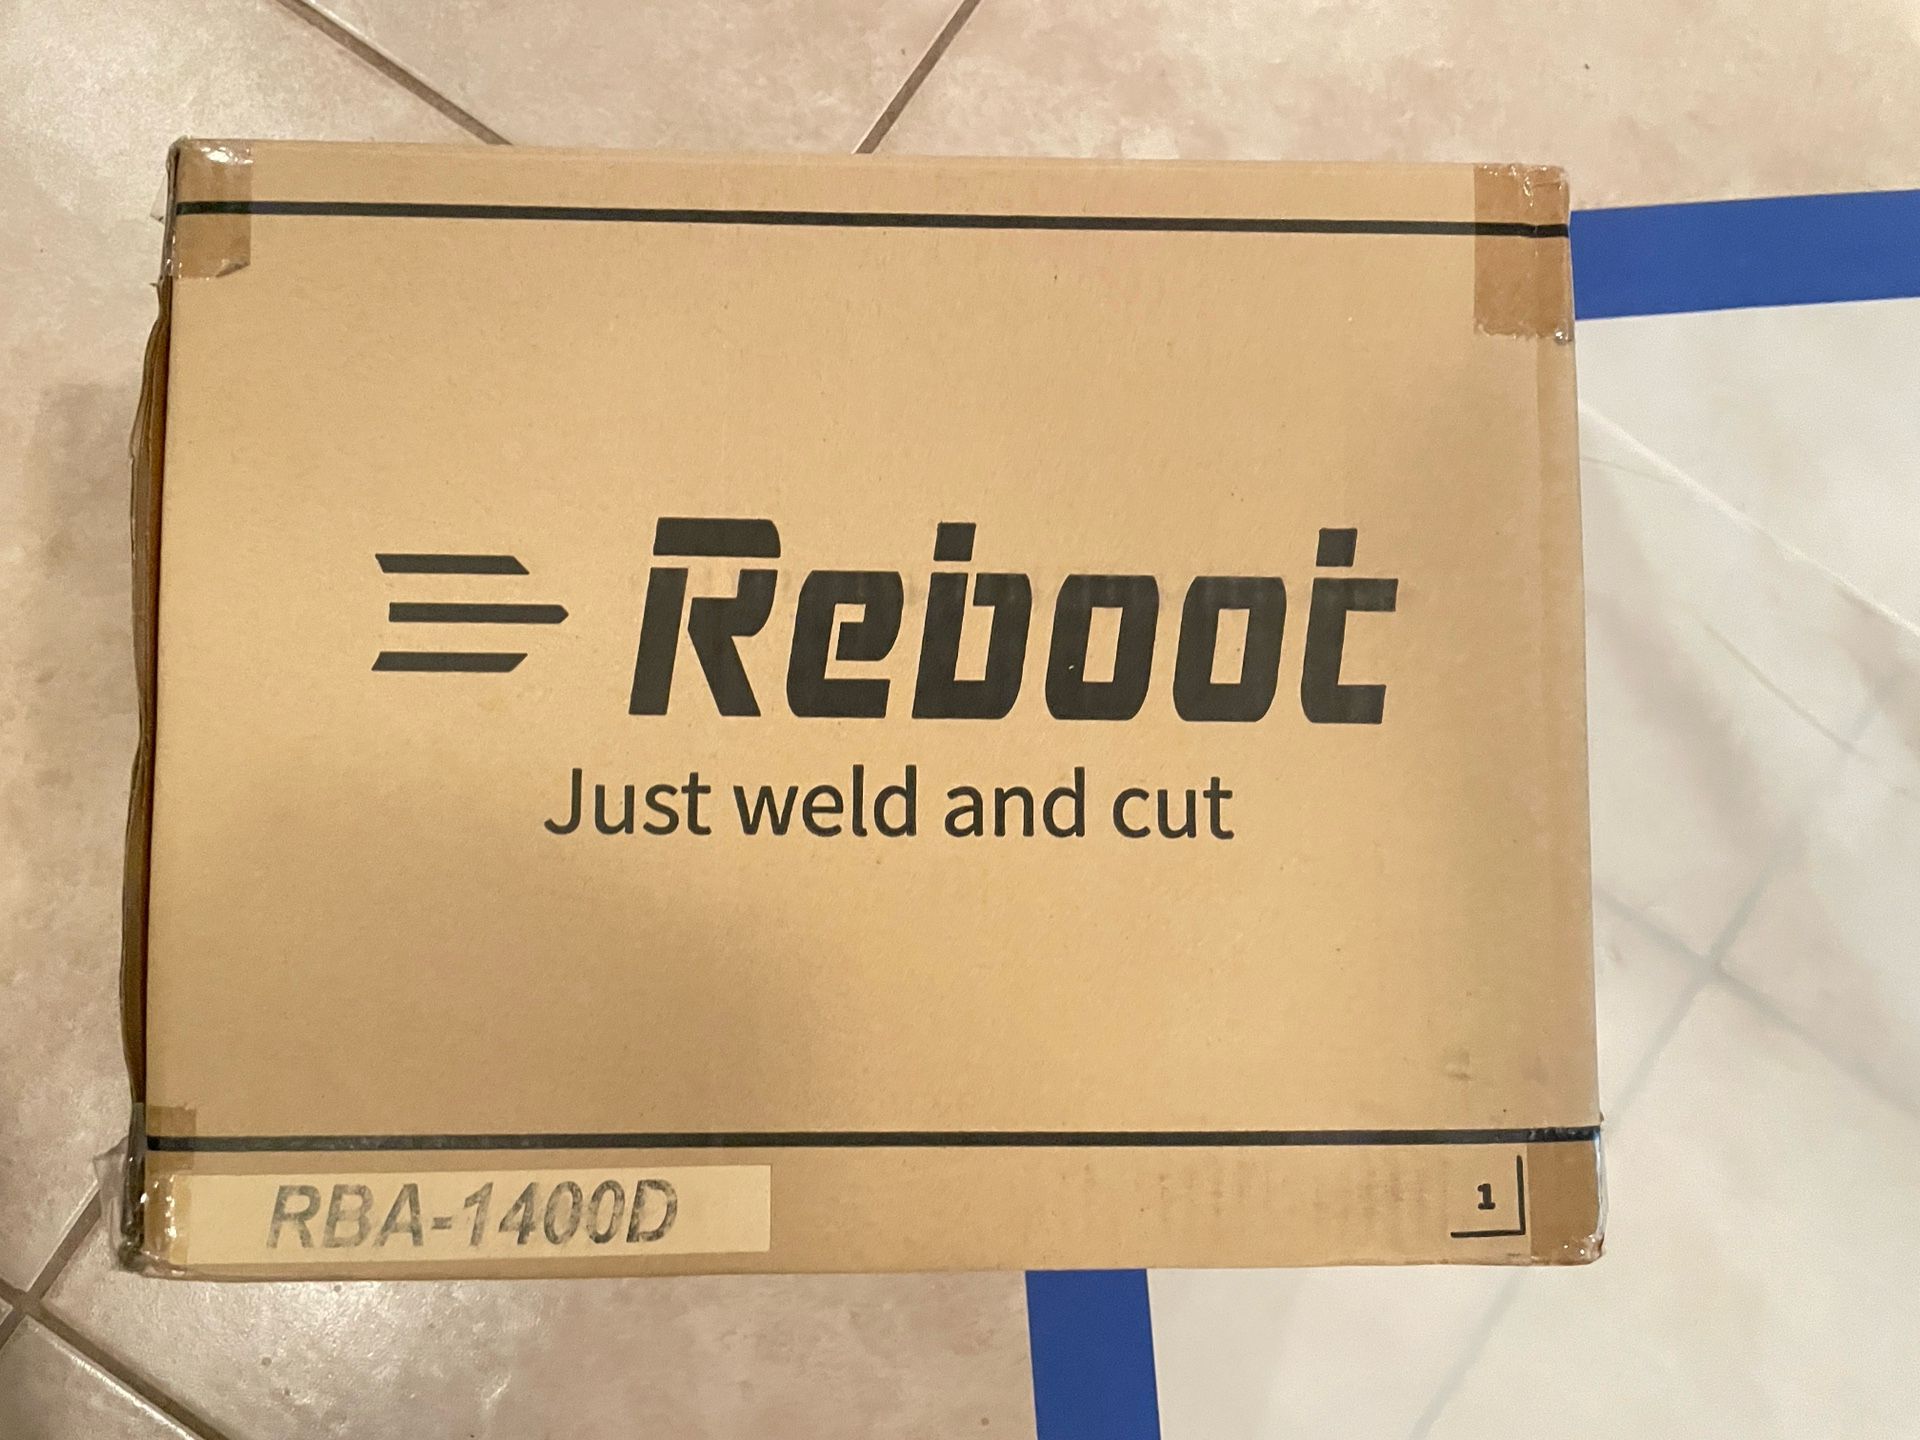 Reboot
Just weld and cut
RBA-1400D
1